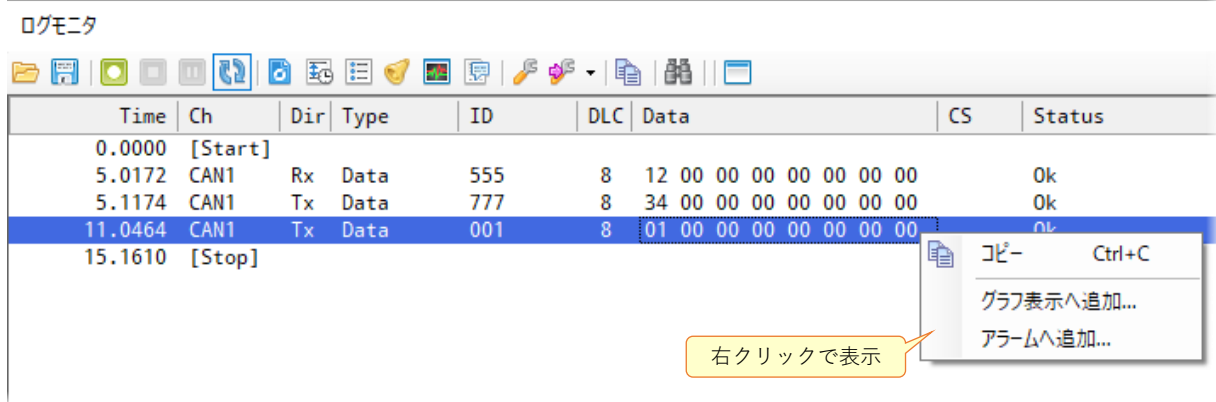 ログモニタ
Time Ch Dir Type ID DLC Data CS Status
0.0000 [Start]
5.0172 CAN1 Rx Data 555 8 12 00 00 00 00 00 00 00 Ok
5.1174 CAN1 Tx Data 777 8 34 00 00 00 00 00 00 00 Ok
11.0464 CAN1 Tx Data 001 8 01 00 00 00 00 00 00 00 Ok
15.1610 [Stop]
コピー Ctrl+C
グラフ表示へ追加...
アラームへ追加...
右クリックで表示